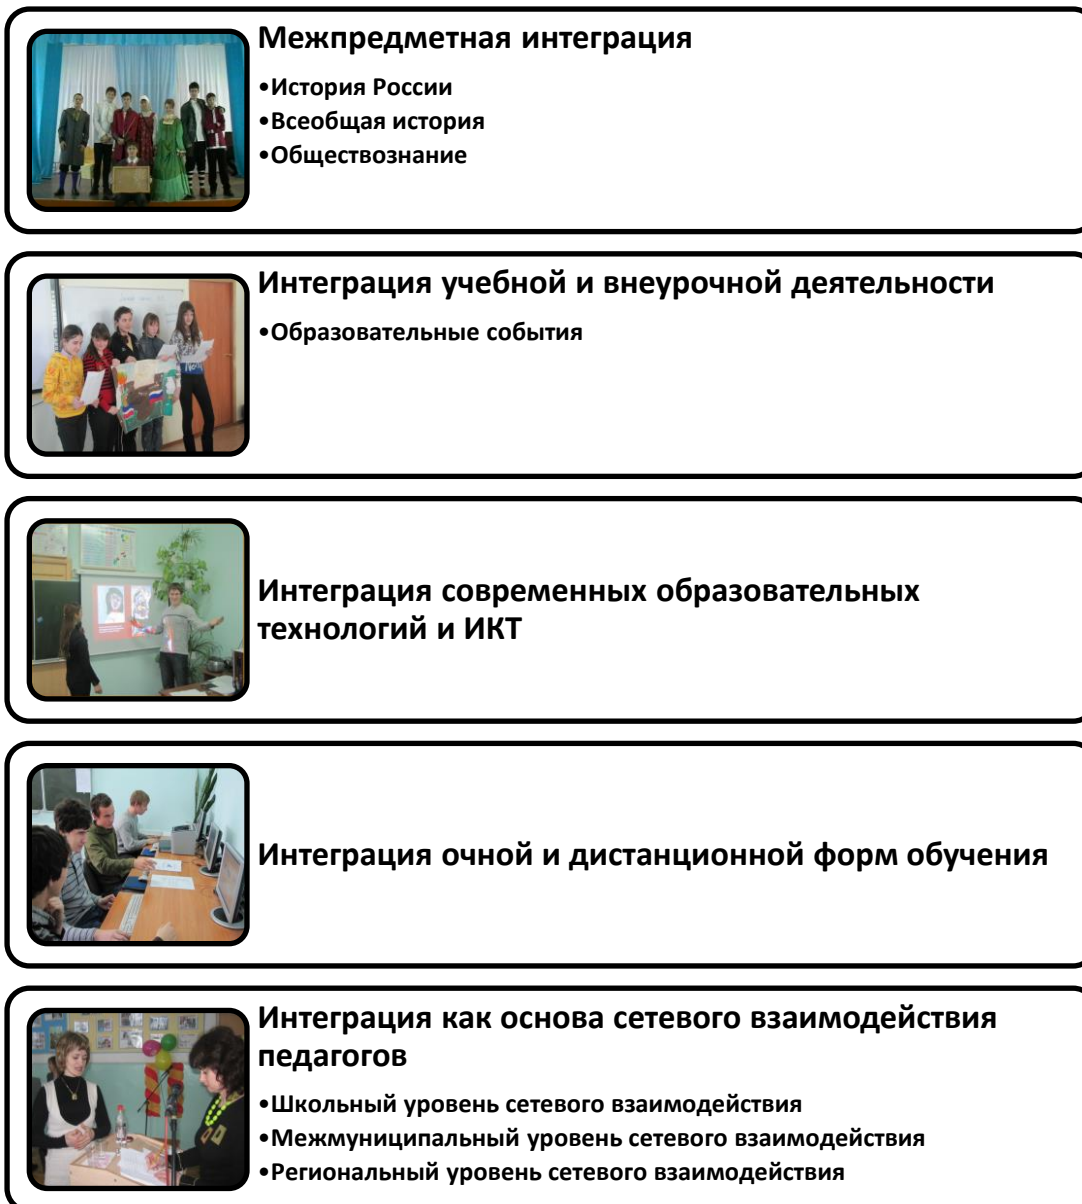 Межпредметная интеграция
•История России
•Всеобщая история
•Обществознание
Интеграция учебной и внеурочной деятельности
•Образовательные события
Интеграция современных образовательных
технологий и ИКТ
Интеграция очной и дистанционной форм обучения
Интеграция как основа сетевого взаимодействия
педагогов
•Школьный уровень сетевого взаимодействия
•Межмуниципальный уровень сетевого взаимодействия
•Региональный уровень сетевого взаимодействия